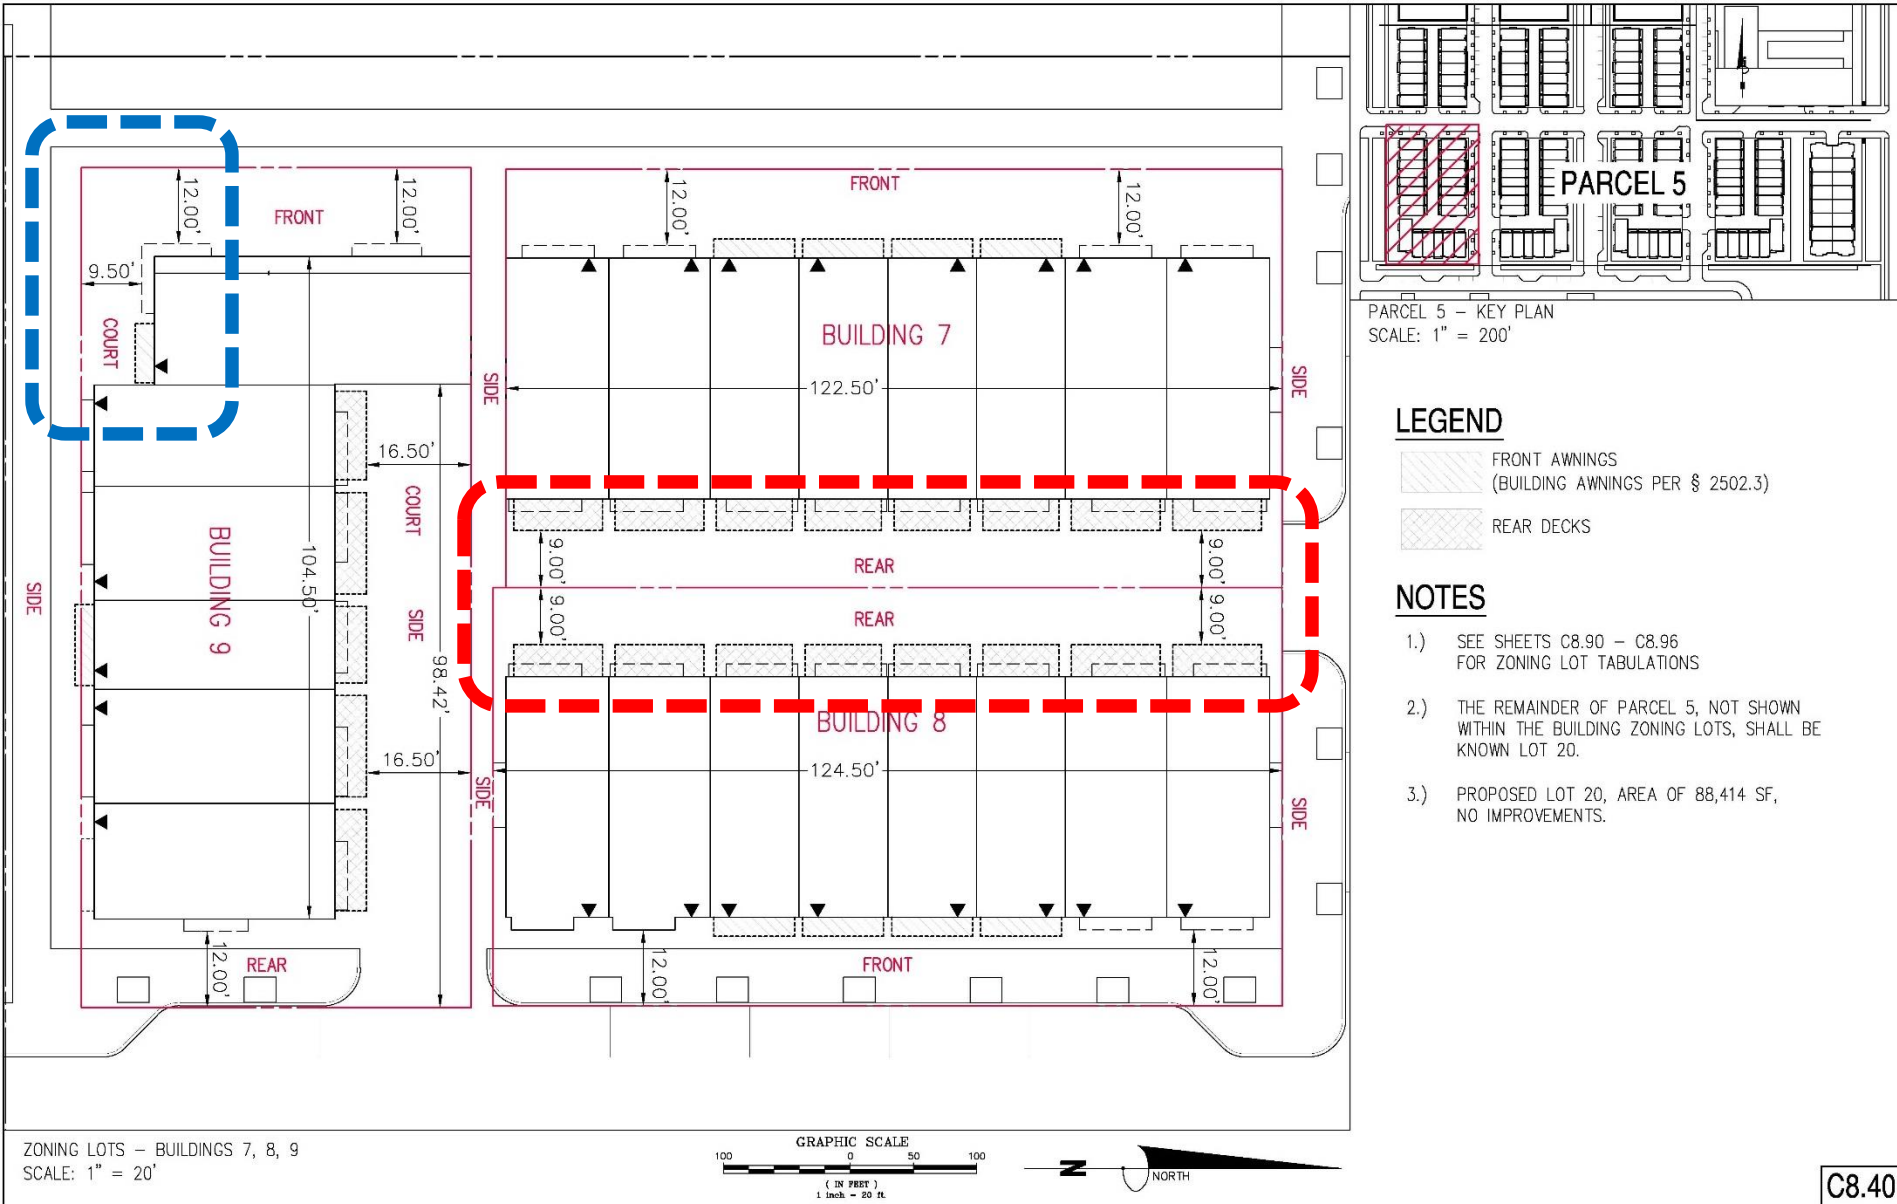 12.00'
FRONT
12.00'
9.50'
COURT
BUILDING 9
104.50'
SIDE
16.50'
COURT
SIDE
98.42'
16.50'
12.00'
REAR
FRONT
12.00'
12.00'
BUILDING 7
122.50'
SIDE
SIDE
9.00'
9.00'
REAR
9.00'
9.00'
REAR
BUILDING 8
124.50'
SIDE
SIDE
12.00'
FRONT
12.00'
PARCEL 5
PARCEL 5 – KEY PLAN
SCALE: 1" = 200'
LEGEND
FRONT AWNINGS
(BUILDING AWNINGS PER § 2502.3)
REAR DECKS
NOTES
1.) SEE SHEETS C8.90 – C8.96
FOR ZONING LOT TABULATIONS
2.) THE REMAINDER OF PARCEL 5, NOT SHOWN
WITHIN THE BUILDING ZONING LOTS, SHALL BE
KNOWN LOT 20.
3.) PROPOSED LOT 20, AREA OF 88,414 SF,
NO IMPROVEMENTS.
ZONING LOTS – BUILDINGS 7, 8, 9
SCALE: 1" = 20'
GRAPHIC SCALE
100 0 50 100
( IN FEET )
1 inch = 20 ft.
N
NORTH
C8.40